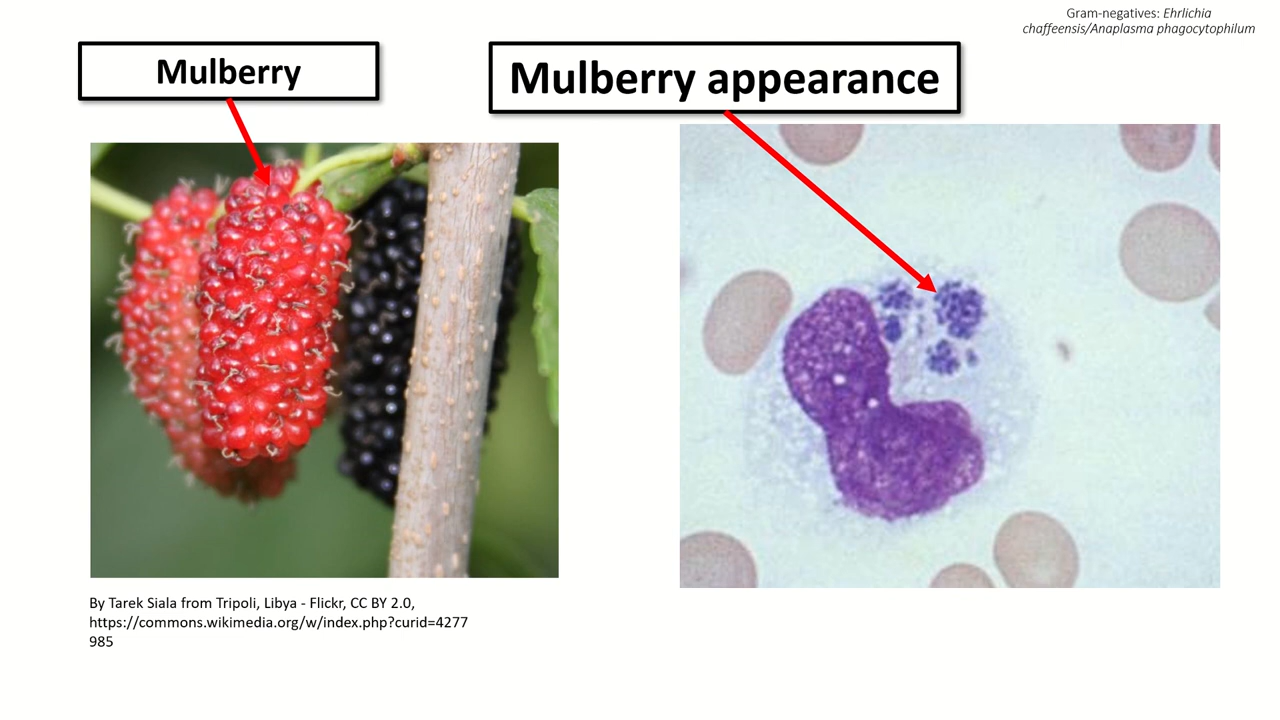 Gram-negatives: Ehrlichia
chaffeensis/Anaplasma phagocytophilum
Mulberry
Mulberry appearance
By Tarek Siala from Tripoli, Libya - Flickr, CC BY 2.0,
https://commons.wikimedia.org/w/index.php?curid=4277
985